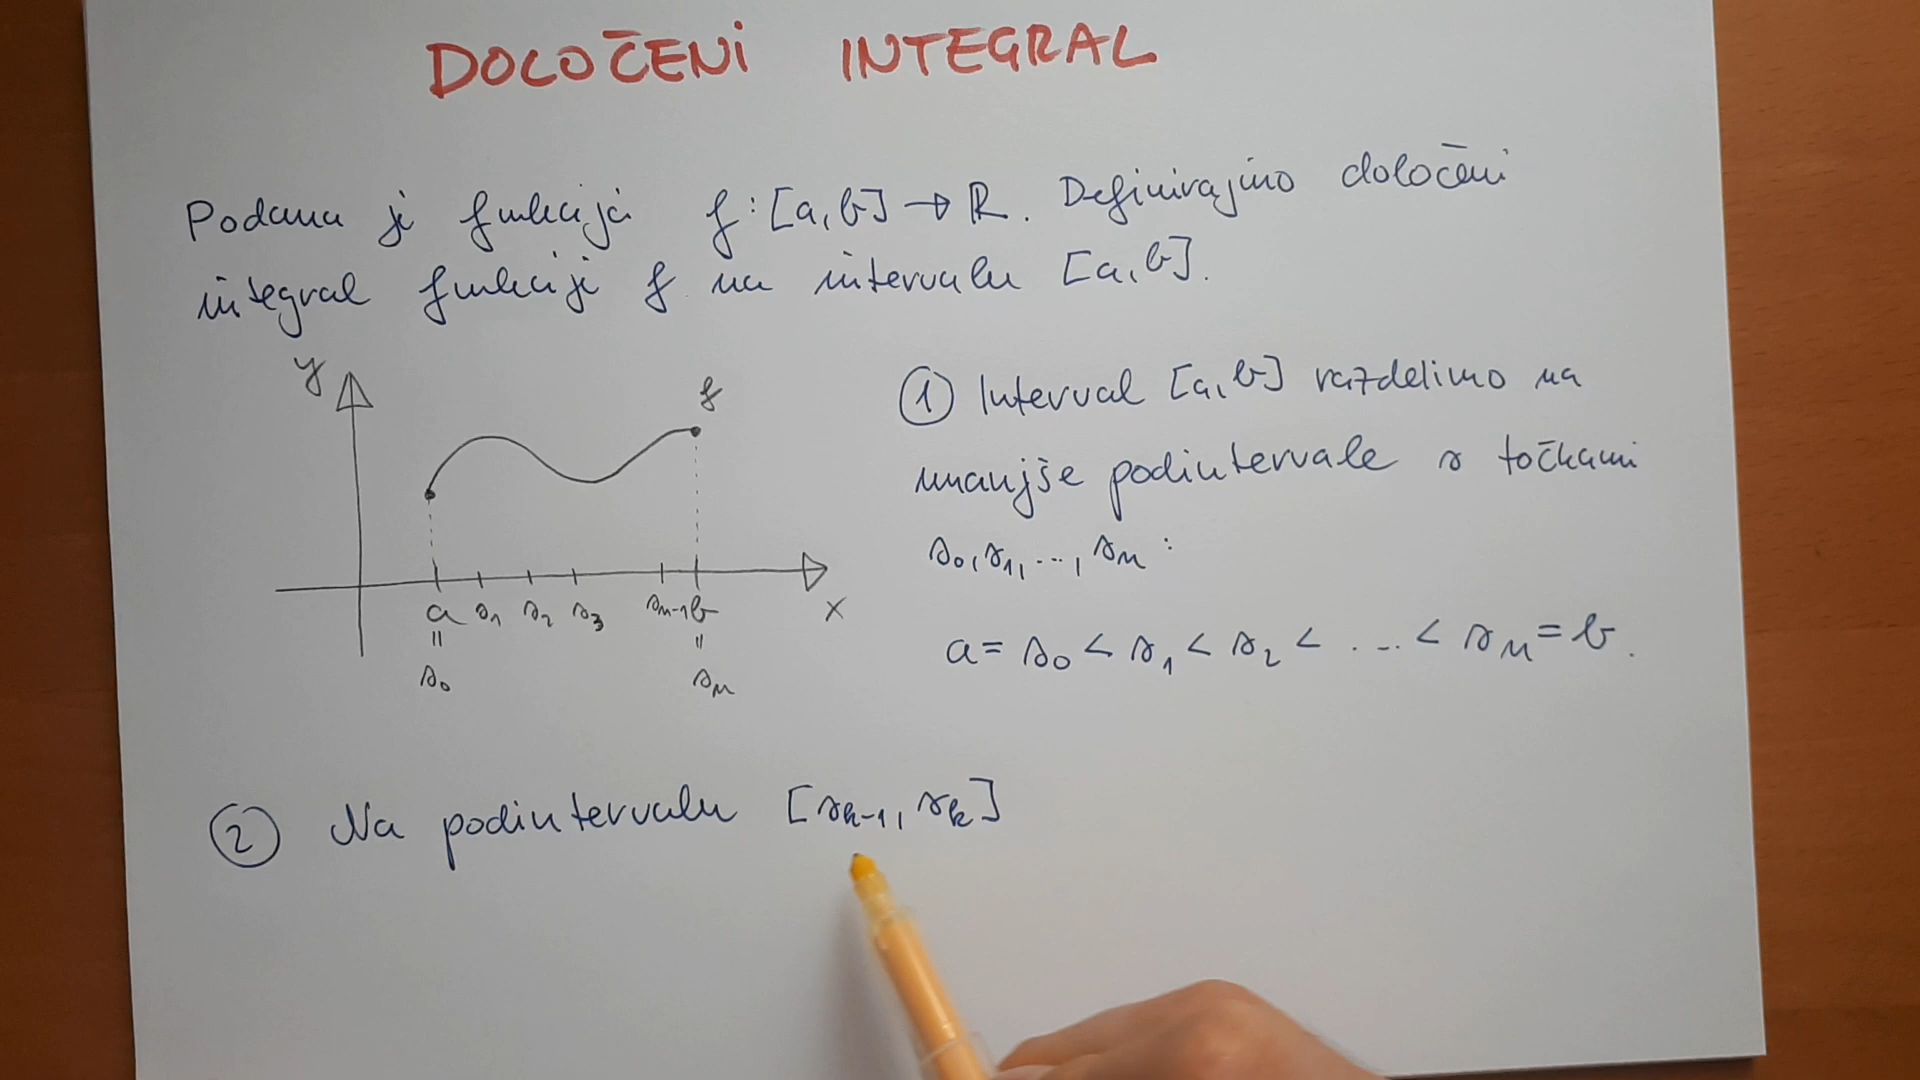 DOLOČENI INTEGRAL
Podana je funkcija f: [a,b] → ℝ. Definirajmo določeni
integral funkcije f na intervalu [a,b].
y
f
x
a s₁ s₂ s₃ sₙ₋₁ b
= =
s₀ sₙ
① Interval [a,b] razdelimo na
manjše podintervale s točkami
s₀, s₁, ..., sₙ :
a = s₀ < s₁ < s₂ < ... < sₙ = b.
② Na podintervalu [sₖ₋₁, sₖ]